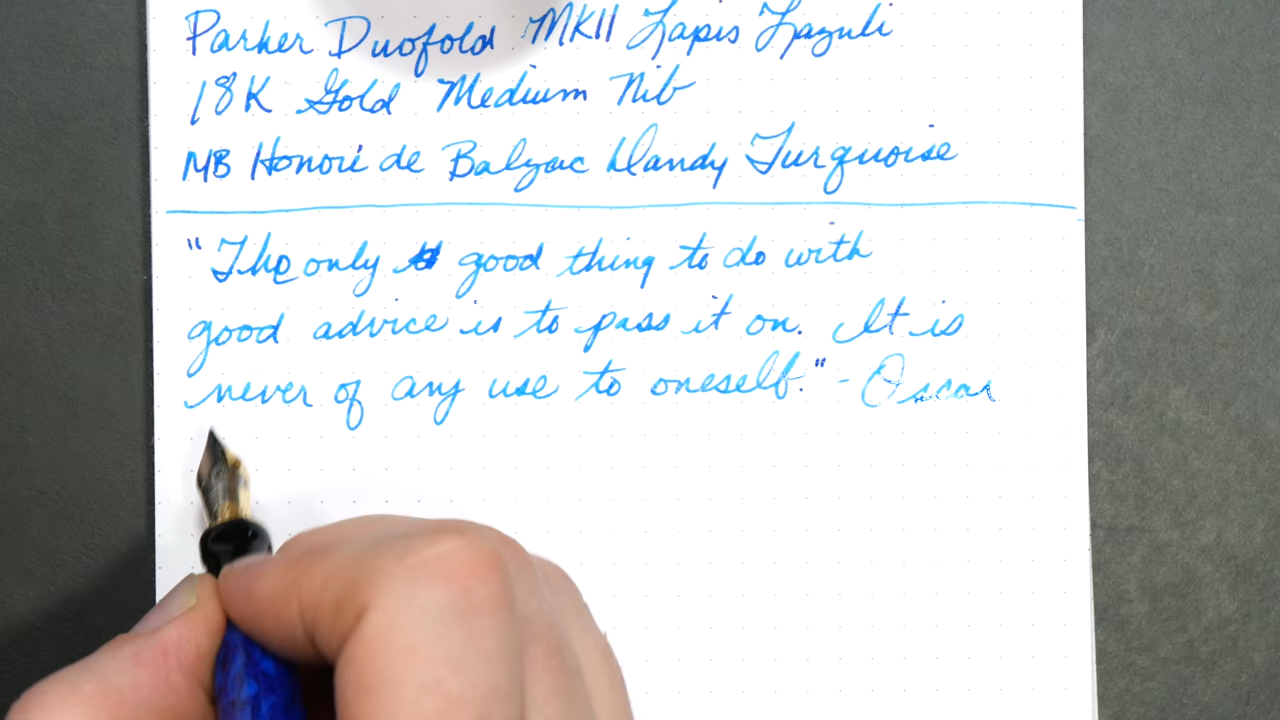 Parker Duofold MKII Lapis Lazuli
18K Gold Medium Nib
MB Honoré de Balzac Dandy Turquoise
"The only good thing to do with
good advice is to pass it on. It is
never of any use to oneself." - Oscar